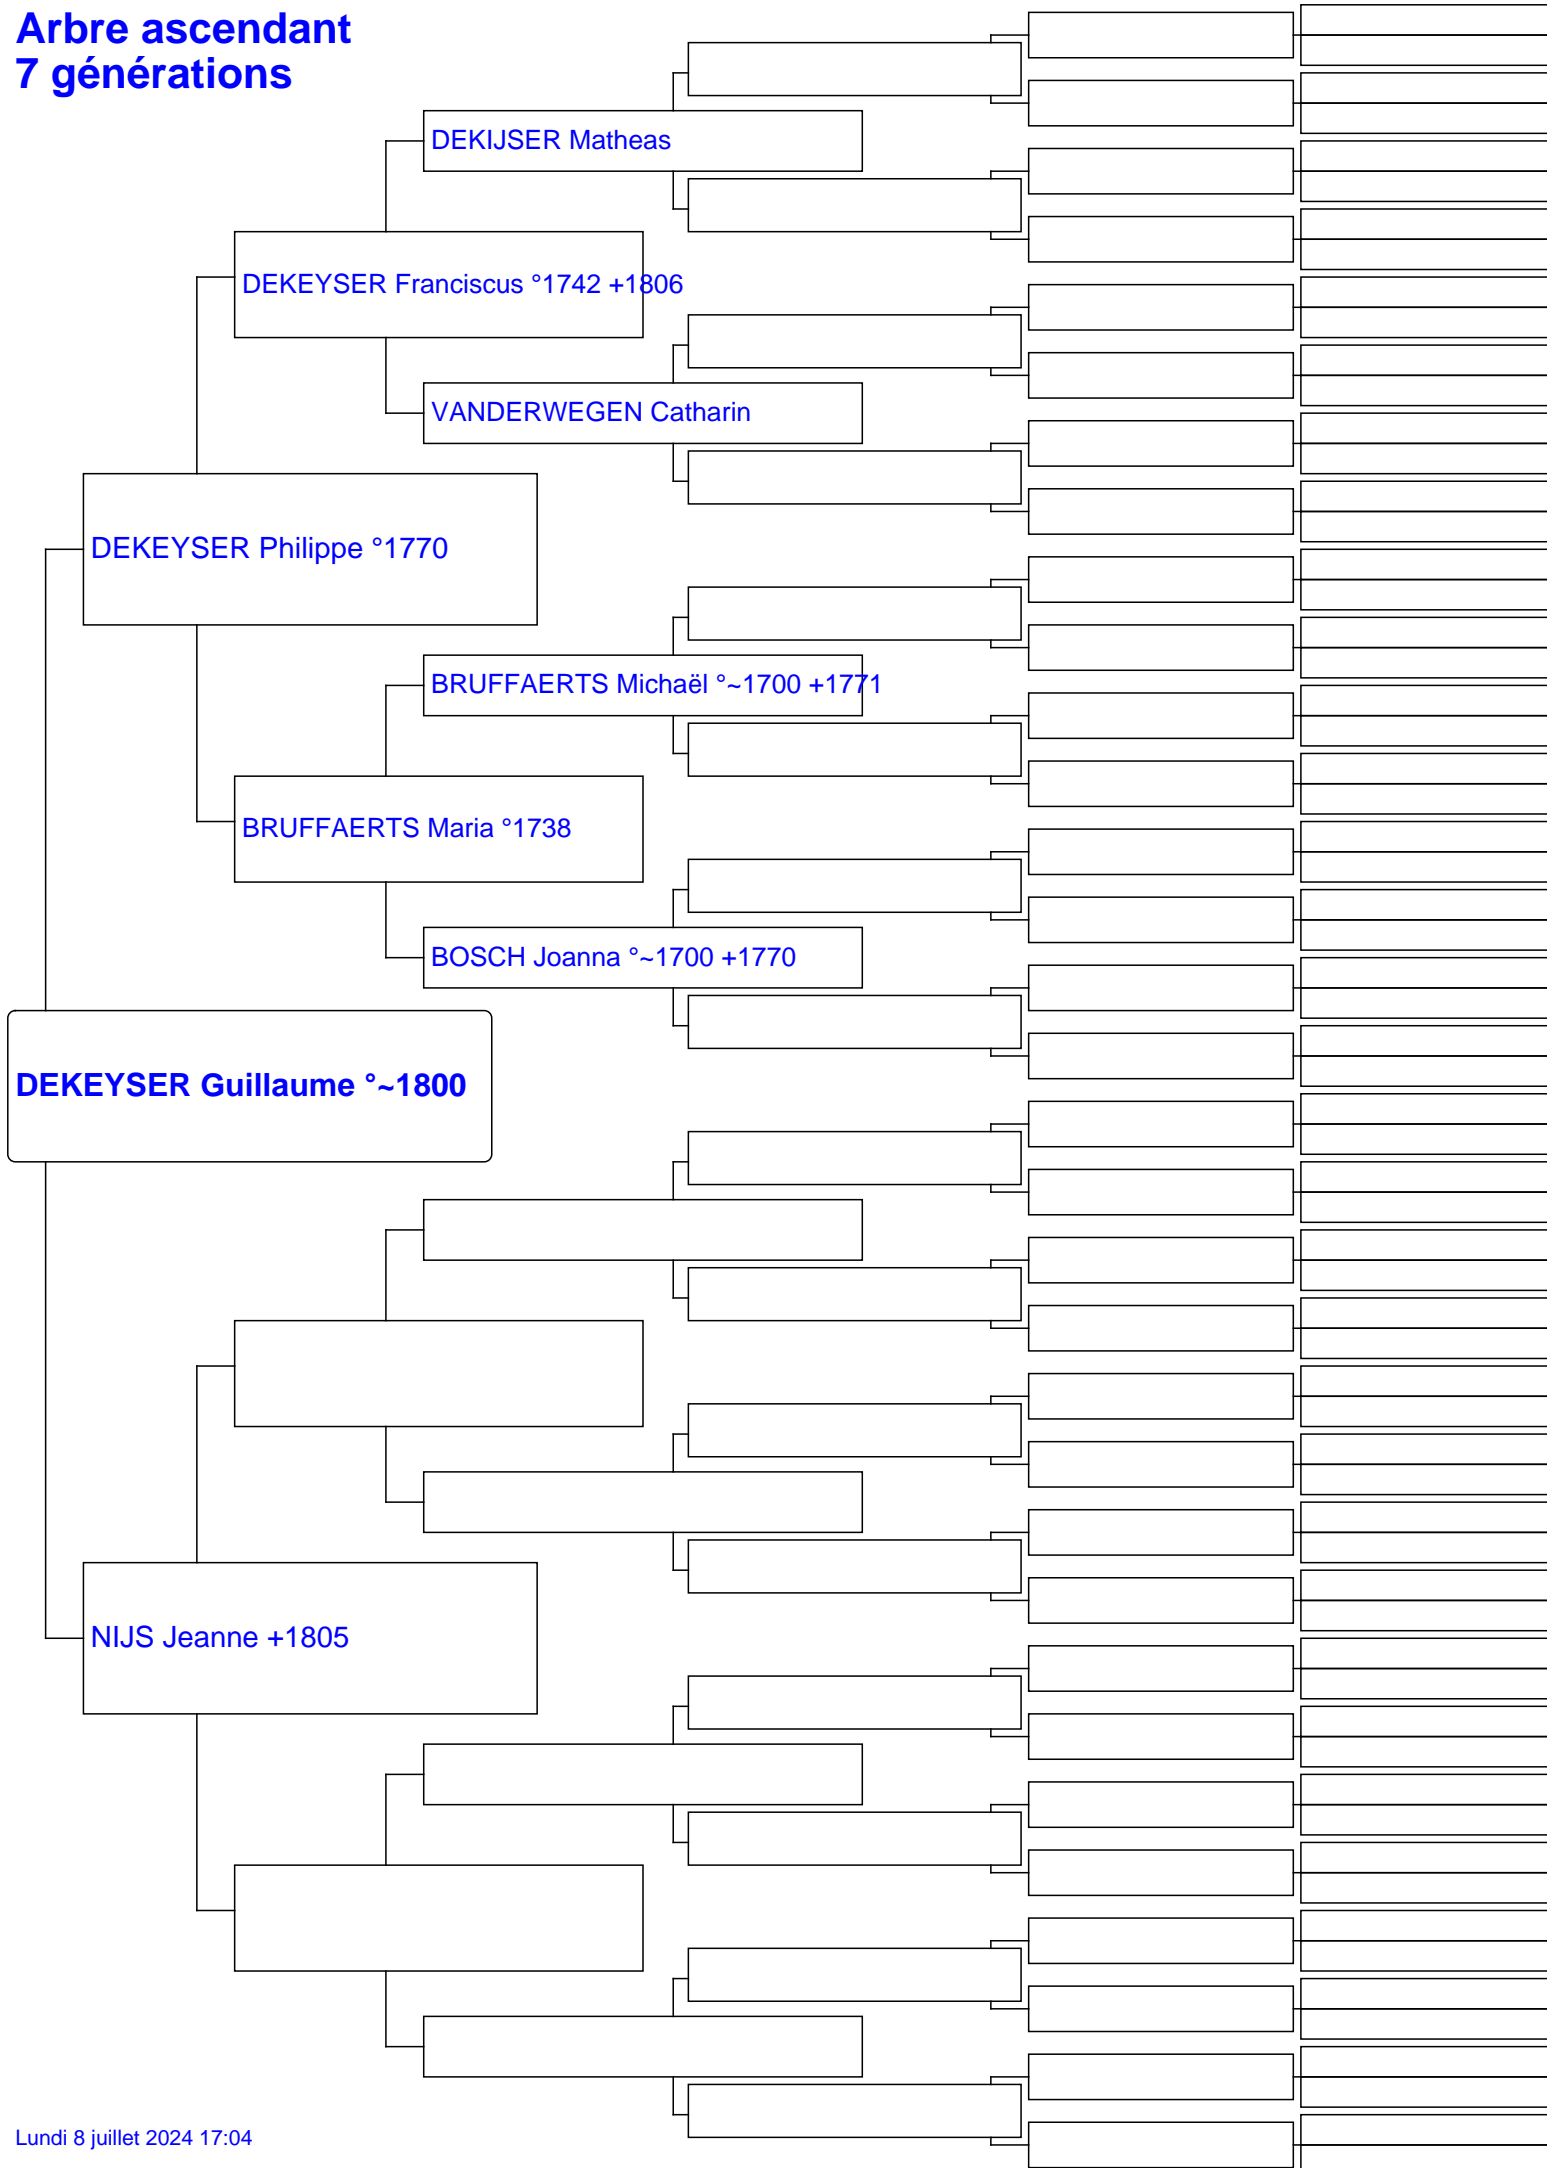 Arbre ascendant
7 générations
DEKIJSER Matheas
DEKEYSER Franciscus °1742 +1806
VANDERWEGEN Catharin
DEKEYSER Philippe °1770
BRUFFAERTS Michaël °~1700 +1771
BRUFFAERTS Maria °1738
BOSCH Joanna °~1700 +1770
DEKEYSER Guillaume °~1800
NIJS Jeanne +1805
Lundi 8 juillet 2024 17:04